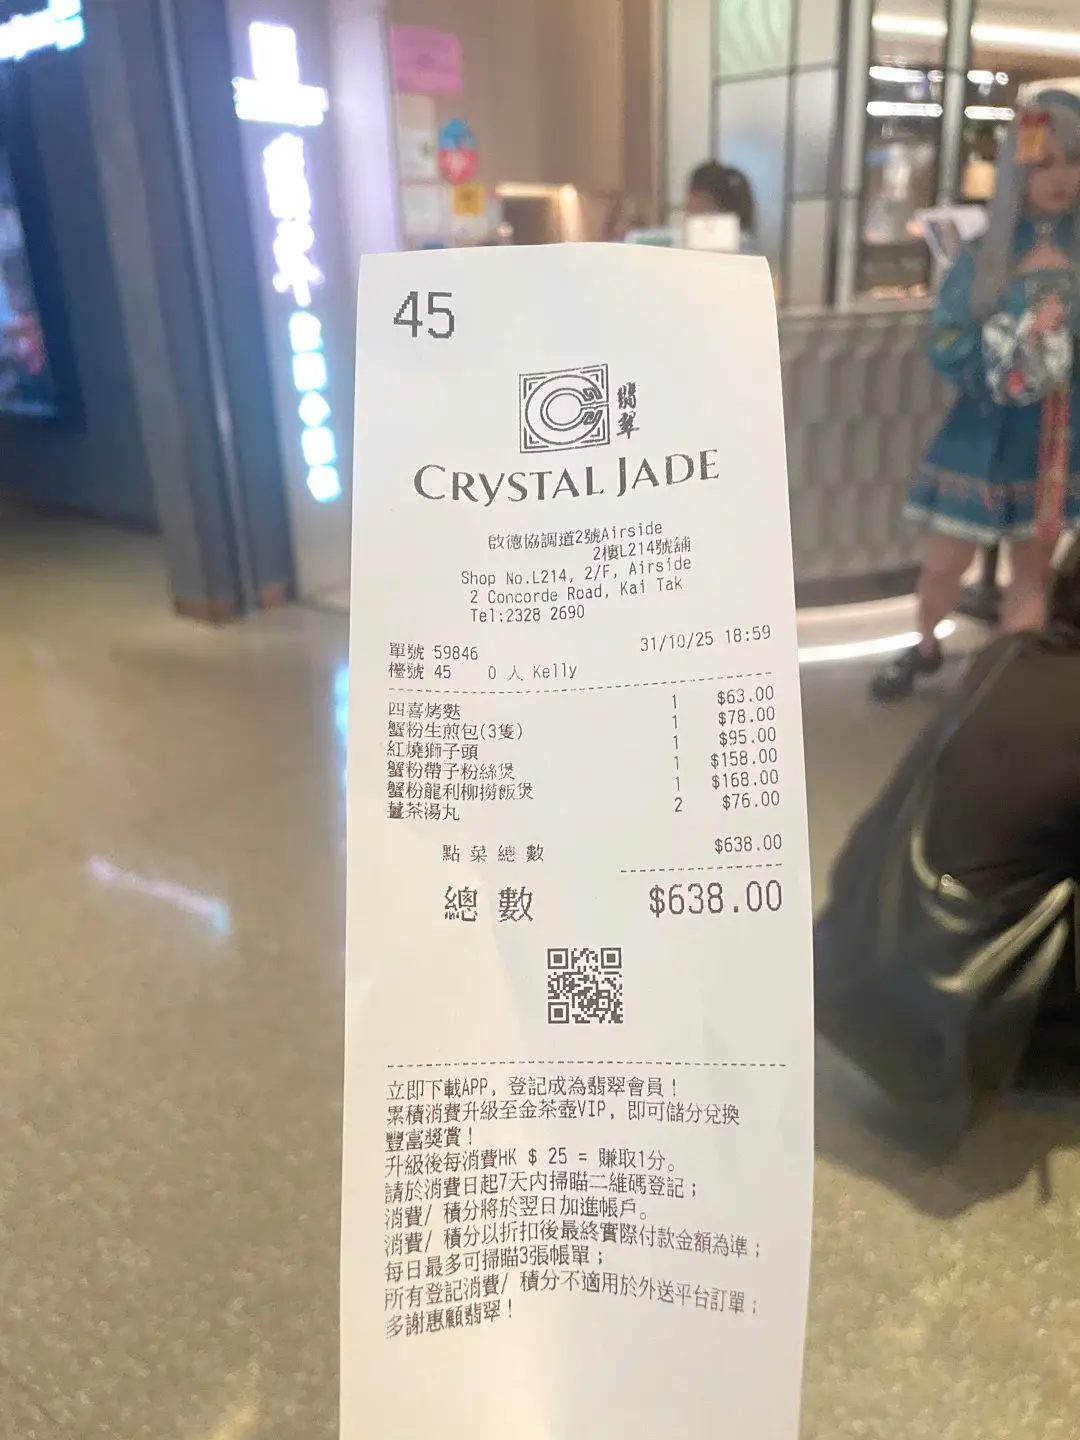 45
翡翠
CRYSTAL JADE
啟德協調道2號Airside
2樓L214號舖
Shop No.L214, 2/F, Airside
2 Concorde Road, Kai Tak
Tel:2328 2690
單號 59846 31/10/25 18:59
檯號 45 0 人 Kelly
四喜烤麩 1 $63.00
蟹粉生煎包(3隻) 1 $78.00
紅燒獅子頭 1 $95.00
蟹粉帶子粉絲煲 1 $158.00
蟹粉龍利柳撈飯煲 1 $168.00
薑茶湯丸 2 $76.00
點菜總數 $638.00
總數 $638.00
立即下載APP, 登記成為翡翠會員!
累積消費升級至金茶壺VIP, 即可儲分兌換
豐富獎賞!
升級後每消費HK $ 25 = 賺取1分。
請於消費日起7天內掃瞄二維碼登記;
消費/ 積分將於翌日加進帳戶。
消費/ 積分以折扣後最終實際付款金額為準;
每日最多可掃瞄3張帳單;
所有登記消費/ 積分不適用於外送平台訂單;
多謝惠顧翡翠!